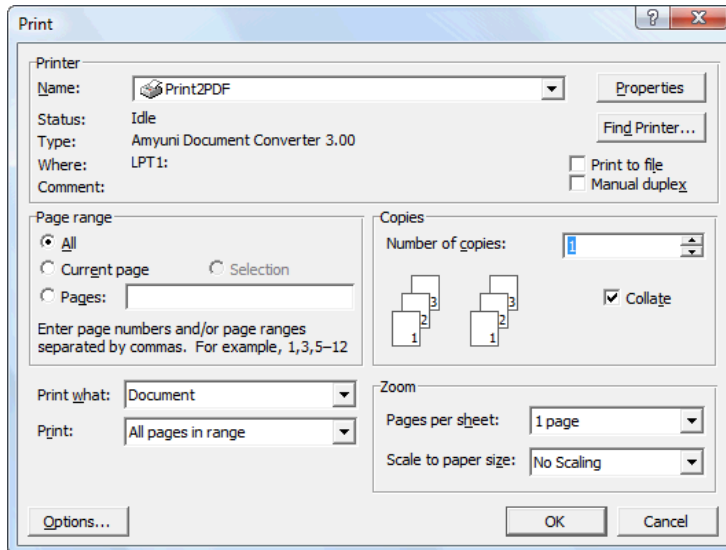 Print
Printer
Name: Print2PDF Properties
Status: Idle
Find Printer...
Type: Amyuni Document Converter 3.00
Where: LPT1:
Print to file
Comment:
Manual duplex
Page range
All
Current page Selection
Pages:
Enter page numbers and/or page ranges
separated by commas. For example, 1,3,5–12
Copies
Number of copies: 1
3 3
2 2
1 1
Collate
Print what: Document
Print: All pages in range
Zoom
Pages per sheet: 1 page
Scale to paper size: No Scaling
Options... OK Cancel